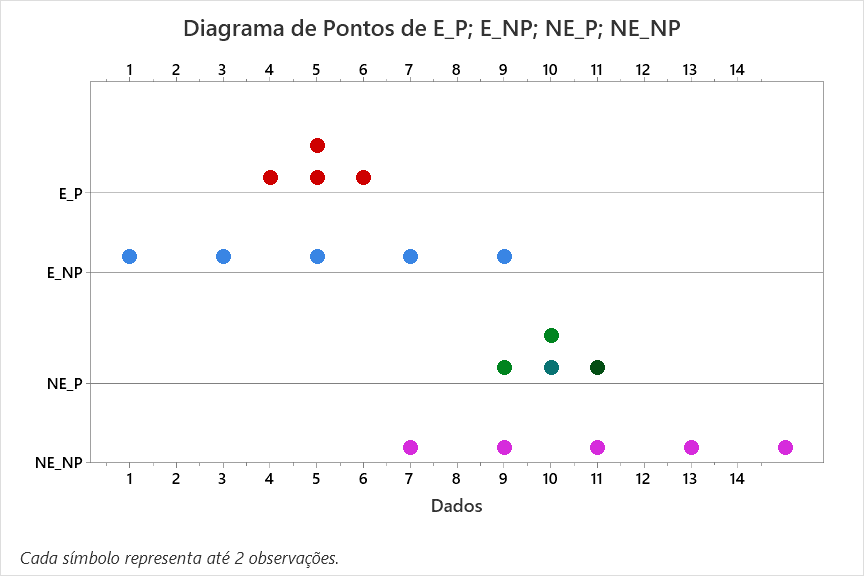 Diagrama de Pontos de E_P; E_NP; NE_P; NE_NP
1 2 3 4 5 6 7 8 9 10 11 12 13 14
E_P
E_NP
NE_P
NE_NP
1 2 3 4 5 6 7 8 9 10 11 12 13 14
Dados
Cada símbolo representa até 2 observações.